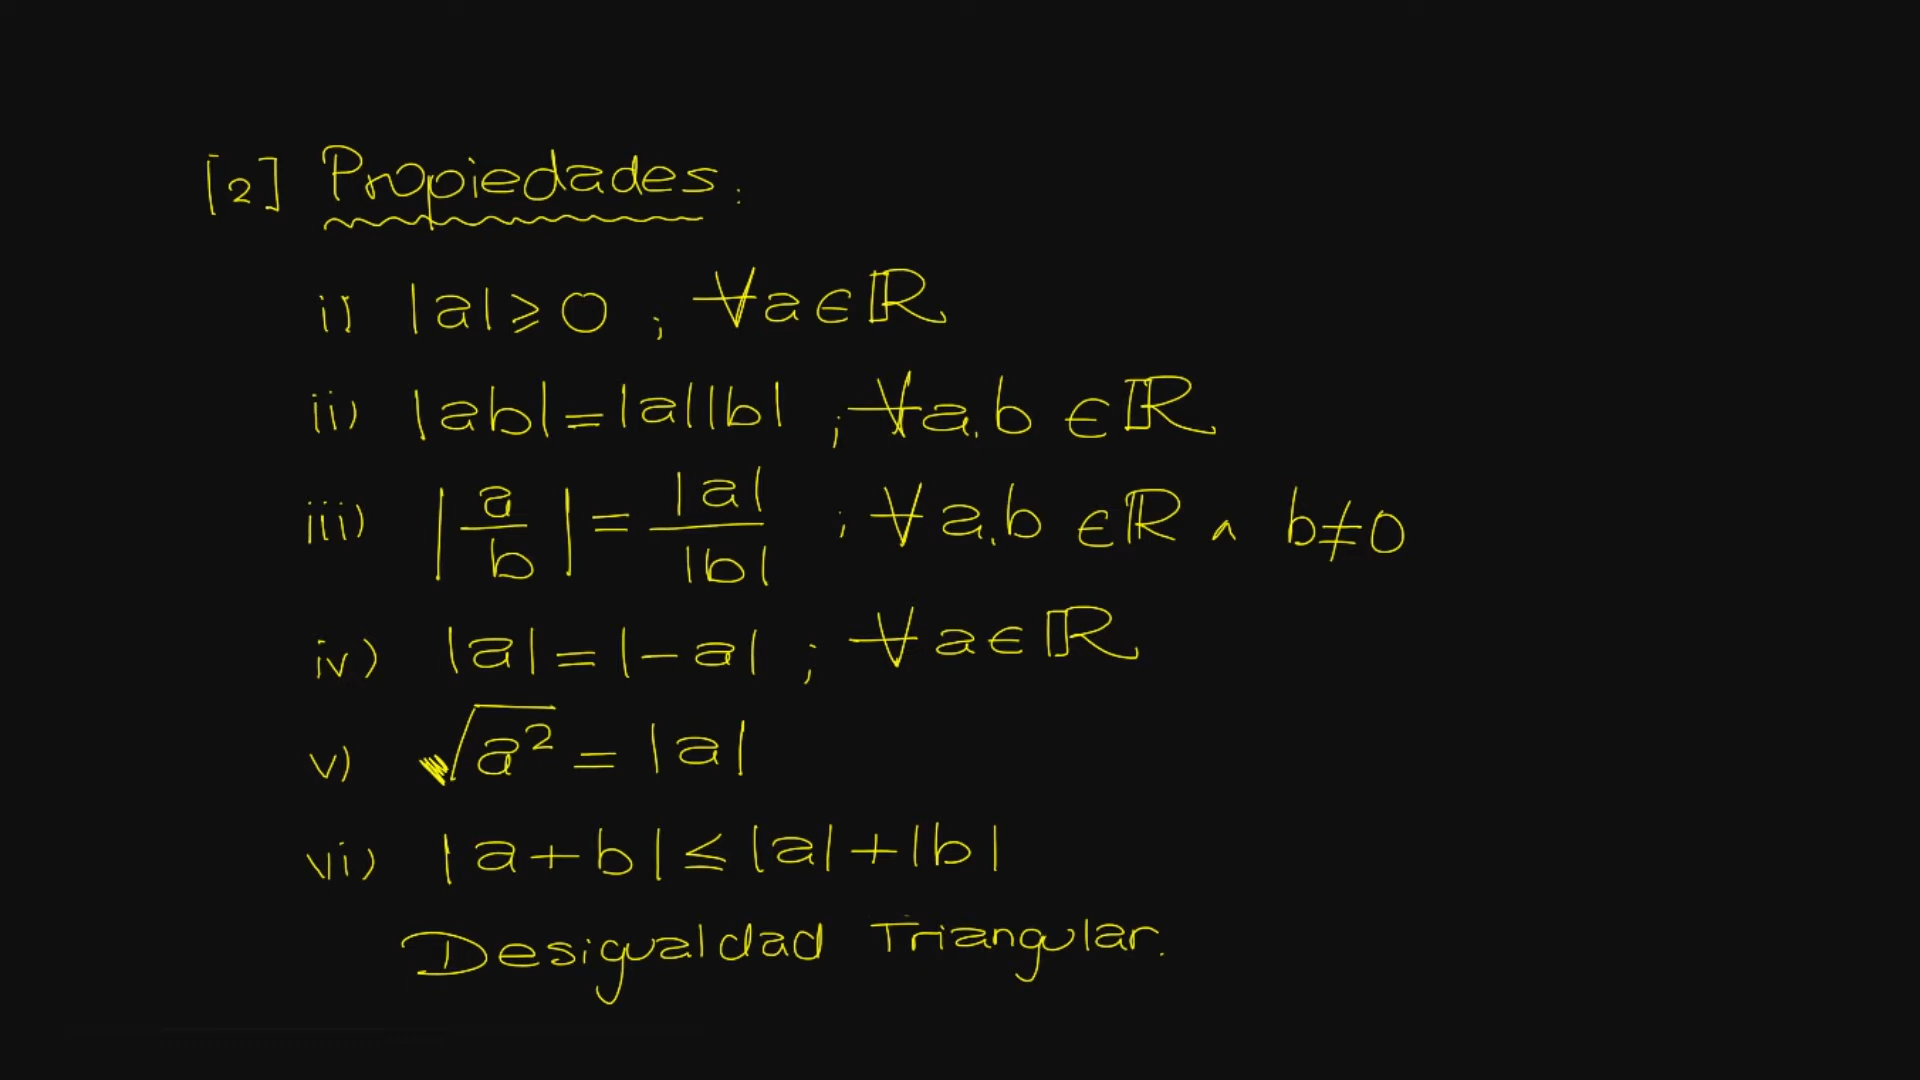 [2] Propiedades:
i) |a| ⩾ 0 ; ∀a∈ℝ
ii) |ab| = |a||b| ; ∀a,b ∈ℝ
iii) |a/b| = |a|/|b| ; ∀a,b ∈ℝ ∧ b≠0
iv) |a| = |-a| ; ∀a∈ℝ
v) √a² = |a|
vi) |a+b| ≤ |a|+|b|
Desigualdad Triangular.